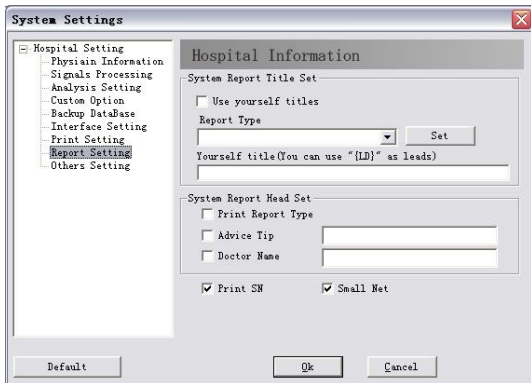 System Settings
Hospital Setting
Physiain Information
Signals Processing
Analysis Setting
Custom Option
Backup DataBase
Interface Setting
Print Setting
Report Setting
Others Setting
Hospital Information
System Report Title Set
Use yourself titles
Report Type
Set
Yourself title(You can use "{LD}" as leads)
System Report Head Set
Print Report Type
Advice Tip
Doctor Name
Print SN
Small Net
Default
Ok
Cancel